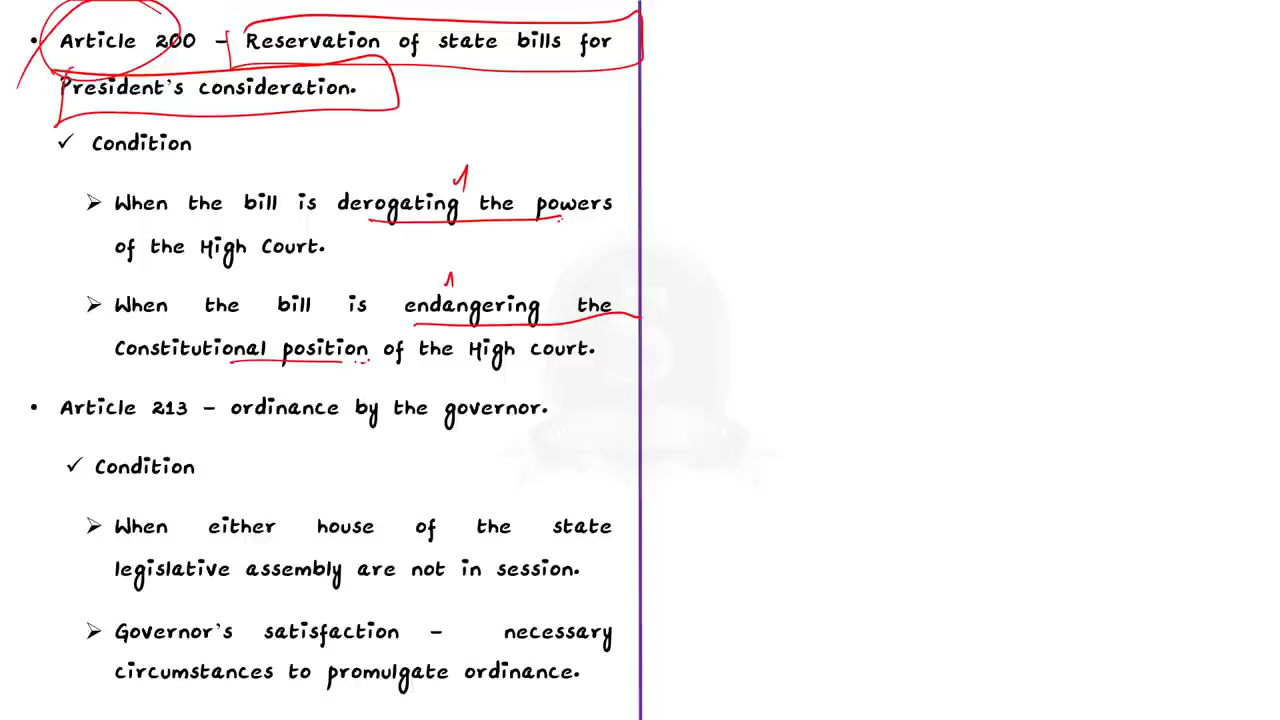 • Article 200 – Reservation of state bills for
President's consideration.
✓ Condition
➢ When the bill is derogating the powers
of the High Court.
➢ When the bill is endangering the
Constitutional position of the High court.
• Article 213 – ordinance by the governor.
✓ Condition
➢ When either house of the state
legislative assembly are not in session.
➢ Governor's satisfaction – necessary
circumstances to promulgate ordinance.